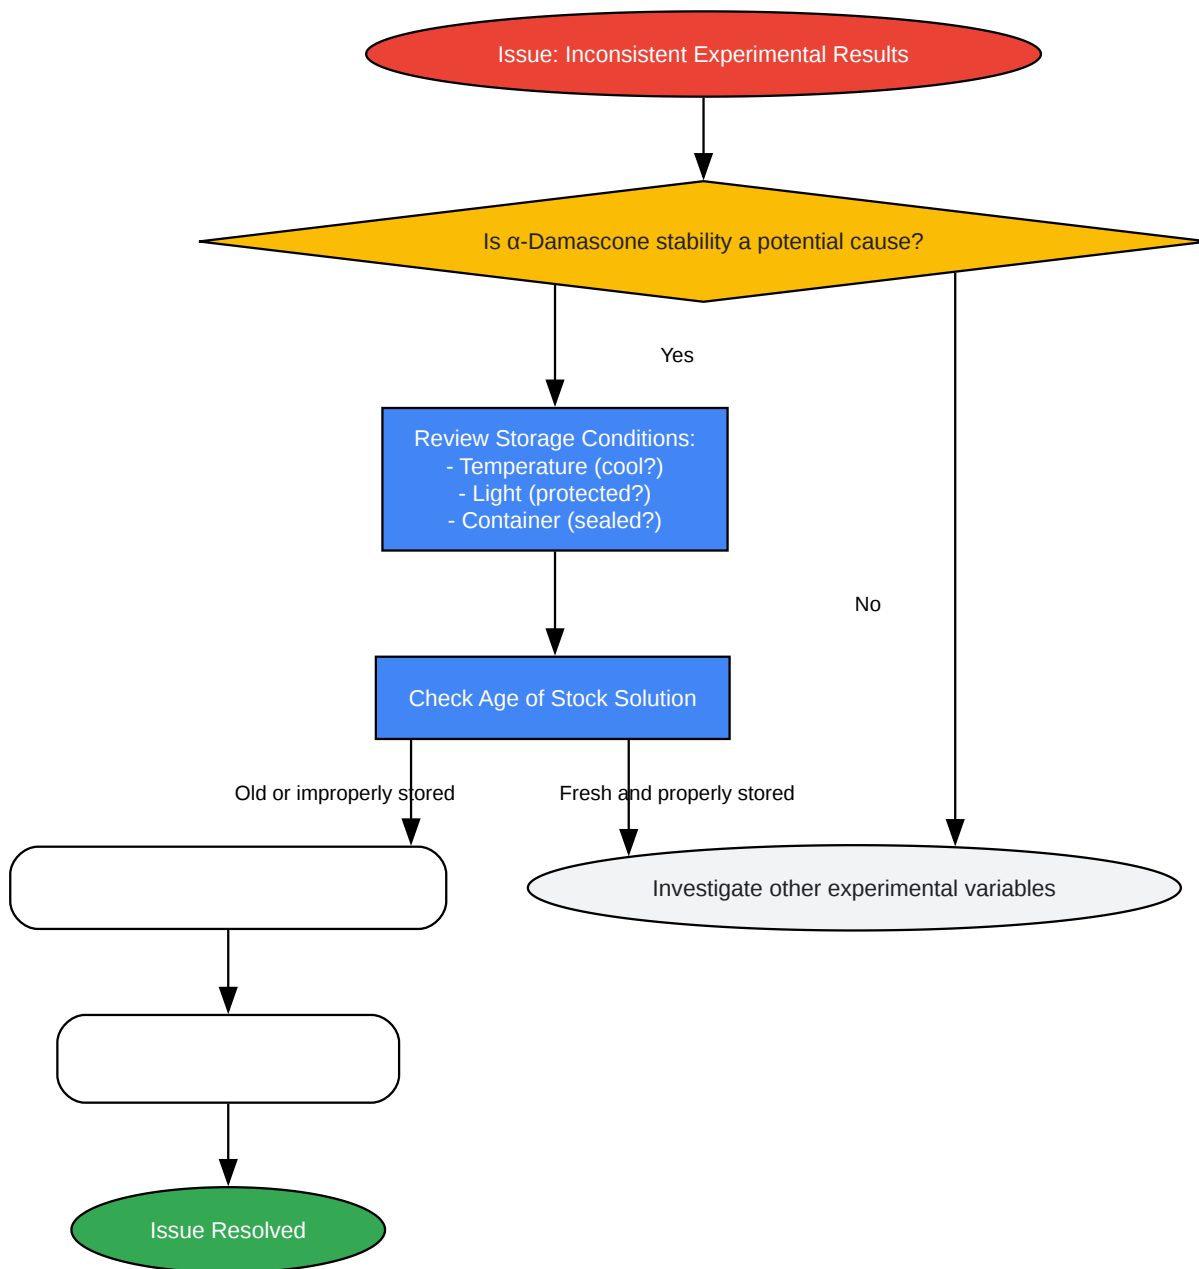 Issue: Inconsistent Experimental Results
Is α-Damascone stability a potential cause?
Yes
Review Storage Conditions:
- Temperature (cool?)
- Light (protected?)
- Container (sealed?)
No
Check Age of Stock Solution
Old or improperly stored
Fresh and properly stored
Investigate other experimental variables
Issue Resolved